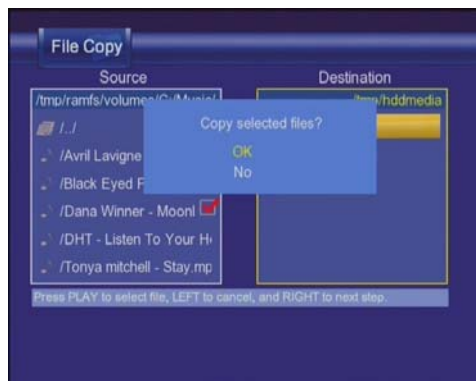 File Copy
Source
Destination
/tmp/ramfs/volumes/C:/Music/
/tmp/hddmedia
/../
/Avril Lavigne
/Black Eyed
/Dana Winner - Moonl
/DHT - Listen To Your
/Tonya mitchell - Stay.mp
Copy selected files?
OK
No
Press PLAY to select file, LEFT to cancel, and RIGHT to next step.